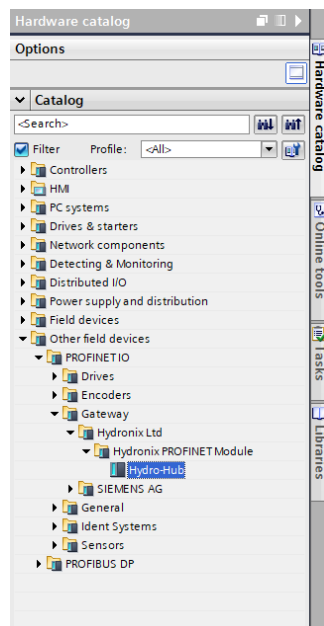 Hardware catalog
Options
Catalog
<Search>
Filter Profile: <All>
Controllers
HMI
PC systems
Drives & starters
Network components
Detecting & Monitoring
Distributed I/O
Power supply and distribution
Field devices
Other field devices
PROFINET IO
Drives
Encoders
Gateway
Hydronix Ltd
Hydronix PROFINET Module
Hydro-Hub
SIEMENS AG
General
Ident Systems
Sensors
PROFIBUS DP
Hardware catalog
Online tools
Tasks
Libraries